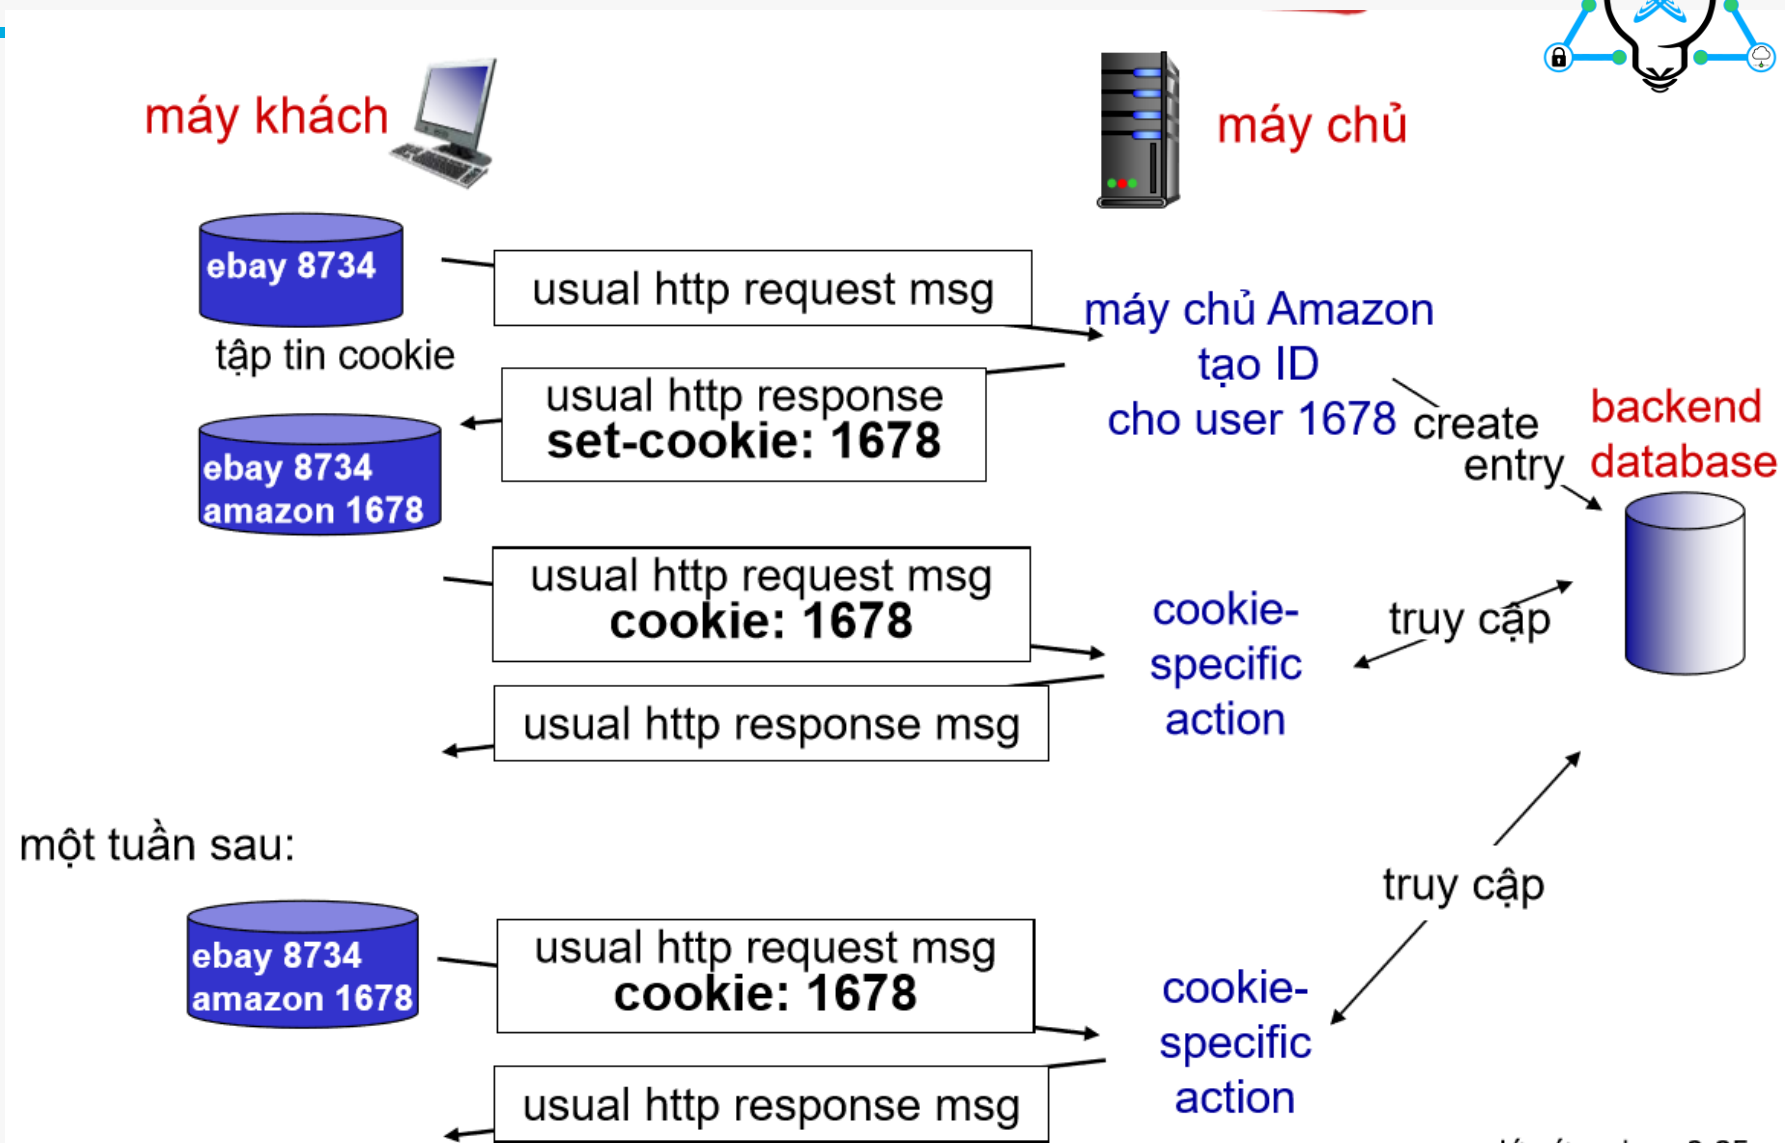 máy khách
máy chủ
ebay 8734
tập tin cookie
usual http request msg
máy chủ Amazon
tạo ID
cho user 1678
usual http response
set-cookie: 1678
create
entry
backend
database
ebay 8734
amazon 1678
usual http request msg
cookie: 1678
cookie-
specific
action
truy cập
usual http response msg
một tuần sau:
truy cập
ebay 8734
amazon 1678
usual http request msg
cookie: 1678
cookie-
specific
action
usual http response msg